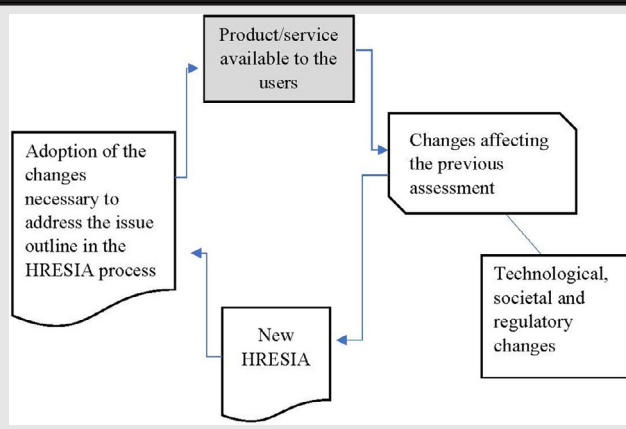 Product/service
available to the
users
Changes affecting
the previous
assessment
Technological,
societal and
regulatory
changes
New
HRESIA
Adoption of the
changes
necessary to
address the issue
outline in the
HRESIA process